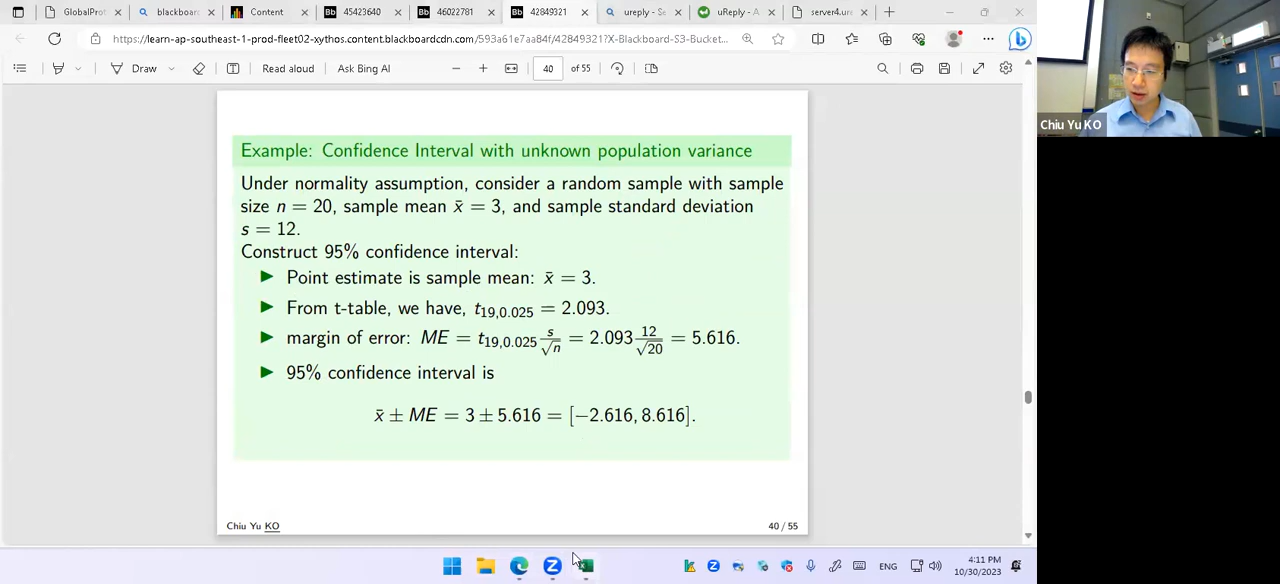 GlobalProt
blackboard
Content
Bb 45423640
Bb 46022781
Bb 42849321
ureply - Se
uReply - A
server4.ure
https://learn-ap-southeast-1-prod-fleet02-xythos.content.blackboardcdn.com/593a61e7aa84f/42849321?X-Blackboard-S3-Bucket...
Draw
Read aloud
Ask Bing AI
40 of 55
Chiu Yu KO
Example: Confidence Interval with unknown population variance
Under normality assumption, consider a random sample with sample
size n = 20, sample mean x̄ = 3, and sample standard deviation
s = 12.
Construct 95% confidence interval:
▶ Point estimate is sample mean: x̄ = 3.
▶ From t-table, we have, t₁₉,₀.₀₂₅ = 2.093.
▶ margin of error: ME = t₁₉,₀.₀₂₅ s/√n = 2.093 12/√20 = 5.616.
▶ 95% confidence interval is
x̄ ± ME = 3 ± 5.616 = [−2.616, 8.616].
Chiu Yu KO
40 / 55
ENG
4:11 PM
10/30/2023